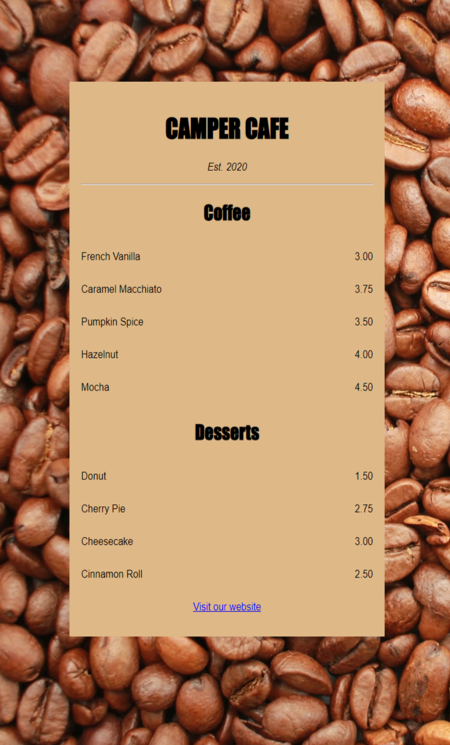 CAMPER CAFE
Est. 2020
Coffee
French Vanilla 3.00
Caramel Macchiato 3.75
Pumpkin Spice 3.50
Hazelnut 4.00
Mocha 4.50
Desserts
Donut 1.50
Cherry Pie 2.75
Cheesecake 3.00
Cinnamon Roll 2.50
Visit our website